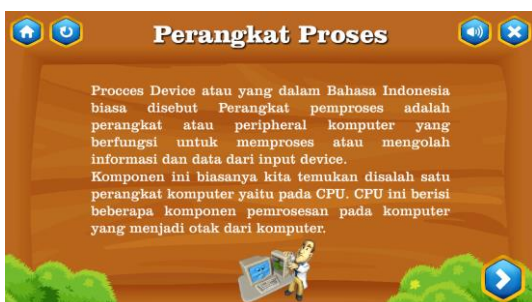 Perangkat Proses
Procces Device atau yang dalam Bahasa Indonesia
biasa disebut Perangkat pemproses adalah
perangkat atau peripheral komputer yang
berfungsi untuk memproses atau mengolah
informasi dan data dari input device.
Komponen ini biasanya kita temukan disalah satu
perangkat komputer yaitu pada CPU. CPU ini berisi
beberapa komponen pemrosesan pada komputer
yang menjadi otak dari komputer.